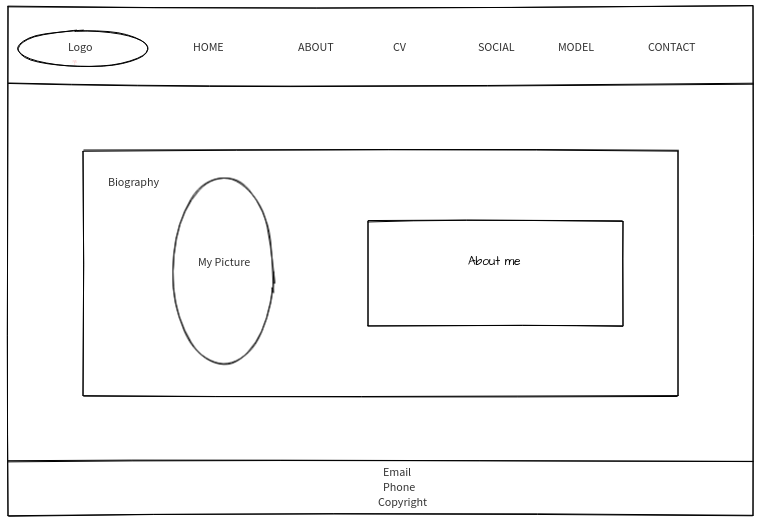 Logo HOME ABOUT CV SOCIAL MODEL CONTACT
Biography
My Picture
About me
Email
Phone
Copyright